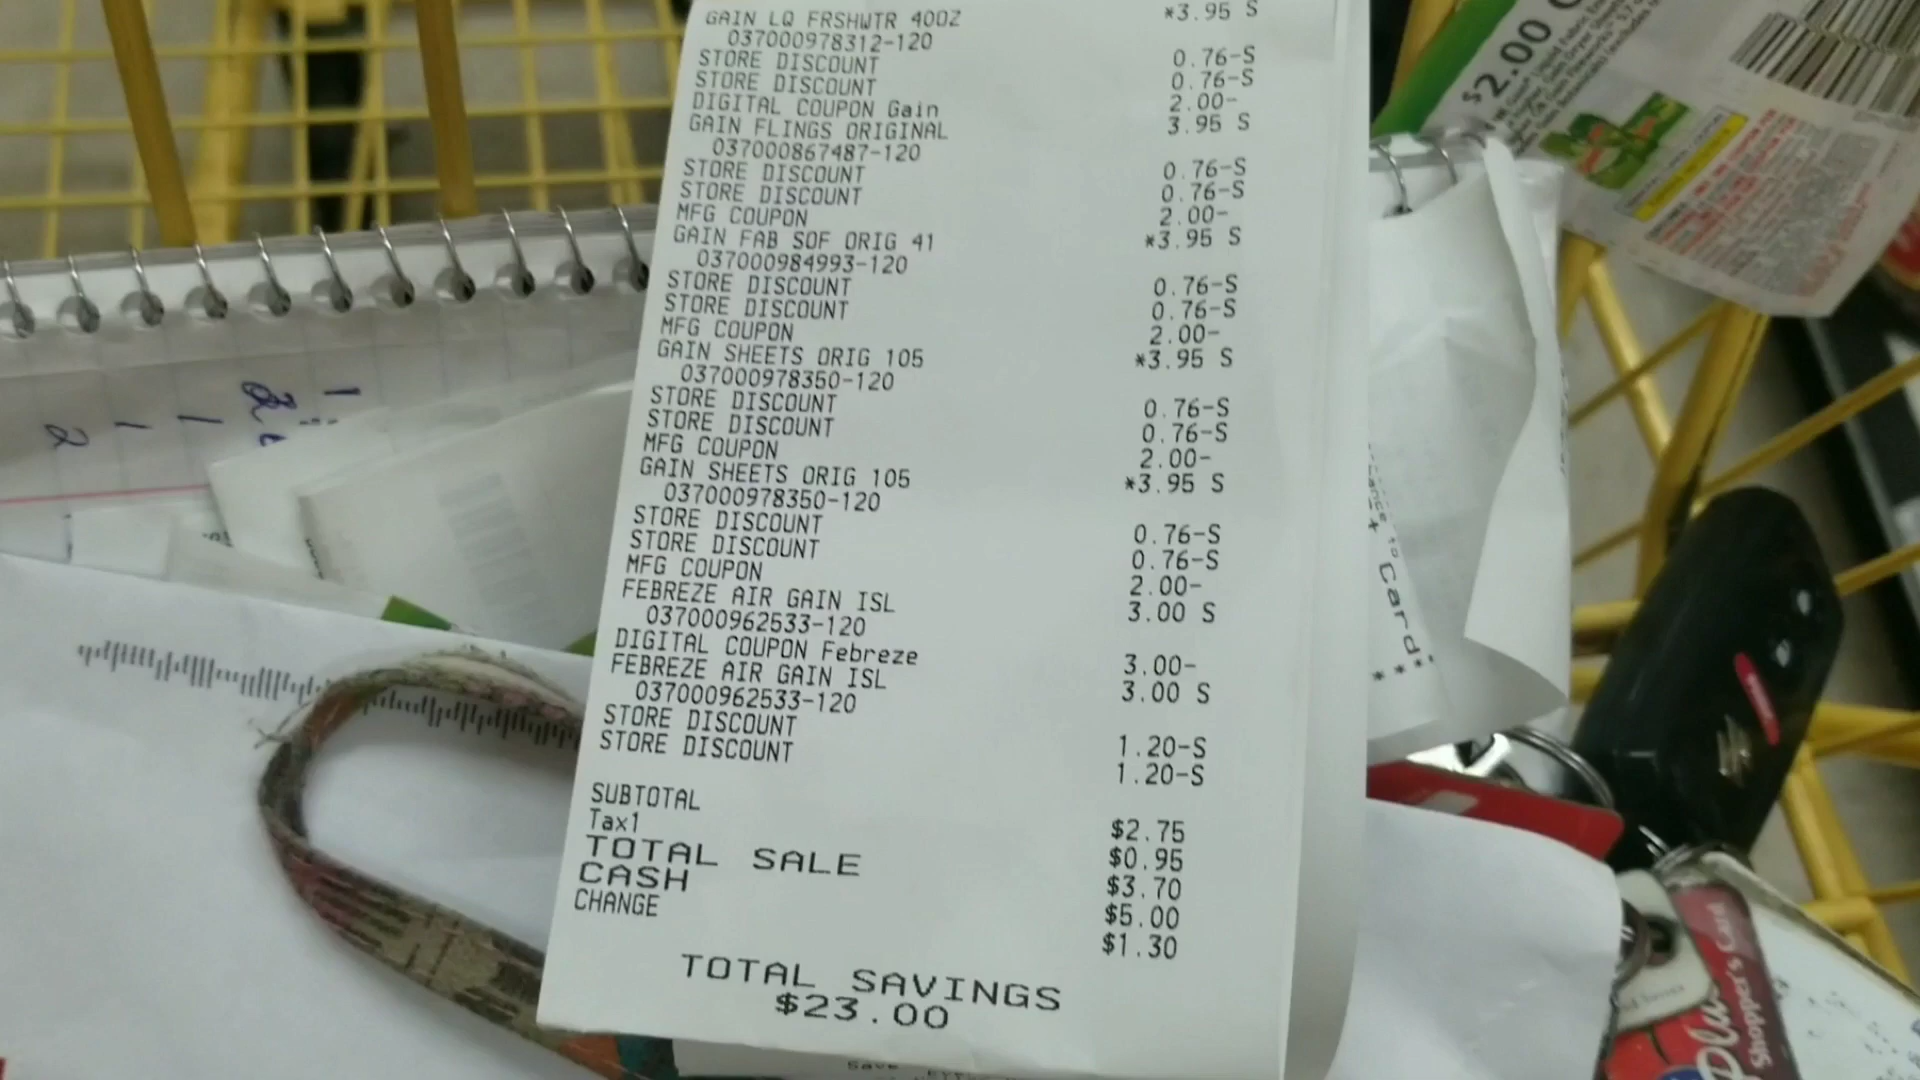 GAIN LQ FRSHWTR 40OZ *3.95 S
037000978312-120
STORE DISCOUNT 0.76-S
STORE DISCOUNT 0.76-S
DIGITAL COUPON Gain 2.00-
GAIN FLINGS ORIGINAL 3.95 S
037000867487-120
STORE DISCOUNT 0.76-S
STORE DISCOUNT 0.76-S
MFG COUPON 2.00-
GAIN FAB SOF ORIG 41 *3.95 S
037000984993-120
STORE DISCOUNT 0.76-S
STORE DISCOUNT 0.76-S
MFG COUPON 2.00-
GAIN SHEETS ORIG 105 *3.95 S
037000978350-120
STORE DISCOUNT 0.76-S
STORE DISCOUNT 0.76-S
MFG COUPON 2.00-
GAIN SHEETS ORIG 105 *3.95 S
037000978350-120
STORE DISCOUNT 0.76-S
STORE DISCOUNT 0.76-S
MFG COUPON 2.00-
FEBREZE AIR GAIN ISL 3.00 S
037000962533-120
DIGITAL COUPON Febreze 3.00-
FEBREZE AIR GAIN ISL 3.00 S
037000962533-120
STORE DISCOUNT 1.20-S
STORE DISCOUNT 1.20-S
SUBTOTAL $2.75
Tax1 $0.95
TOTAL SALE $3.70
CASH $5.00
CHANGE $1.30
TOTAL SAVINGS
$23.00
$2.00
Card!
***
Plu
Shopper's Card